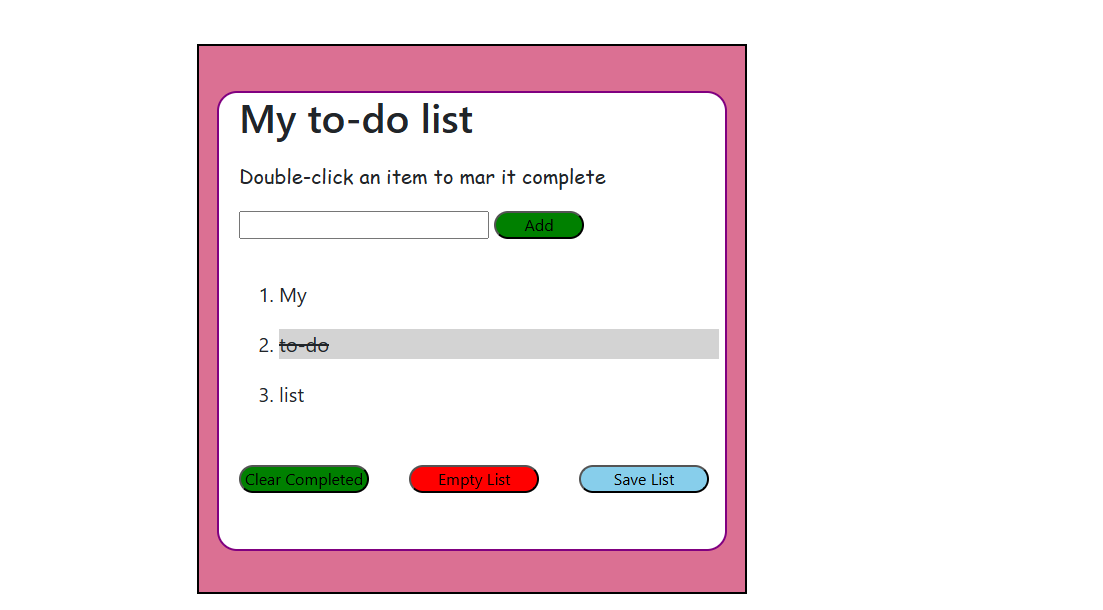 My to-do list
Double-click an item to mar it complete
Add
1. My
2. to-do
3. list
Clear Completed Empty List Save List